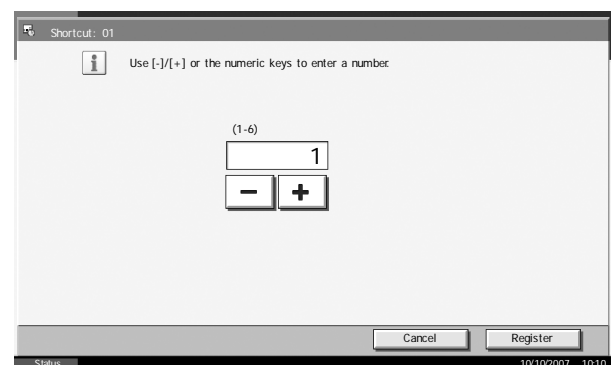 Shortcut: 01
Use [-]/[+] or the numeric keys to enter a number.
(1-6)
1
Cancel Register
Status 10/10/2007 10:10